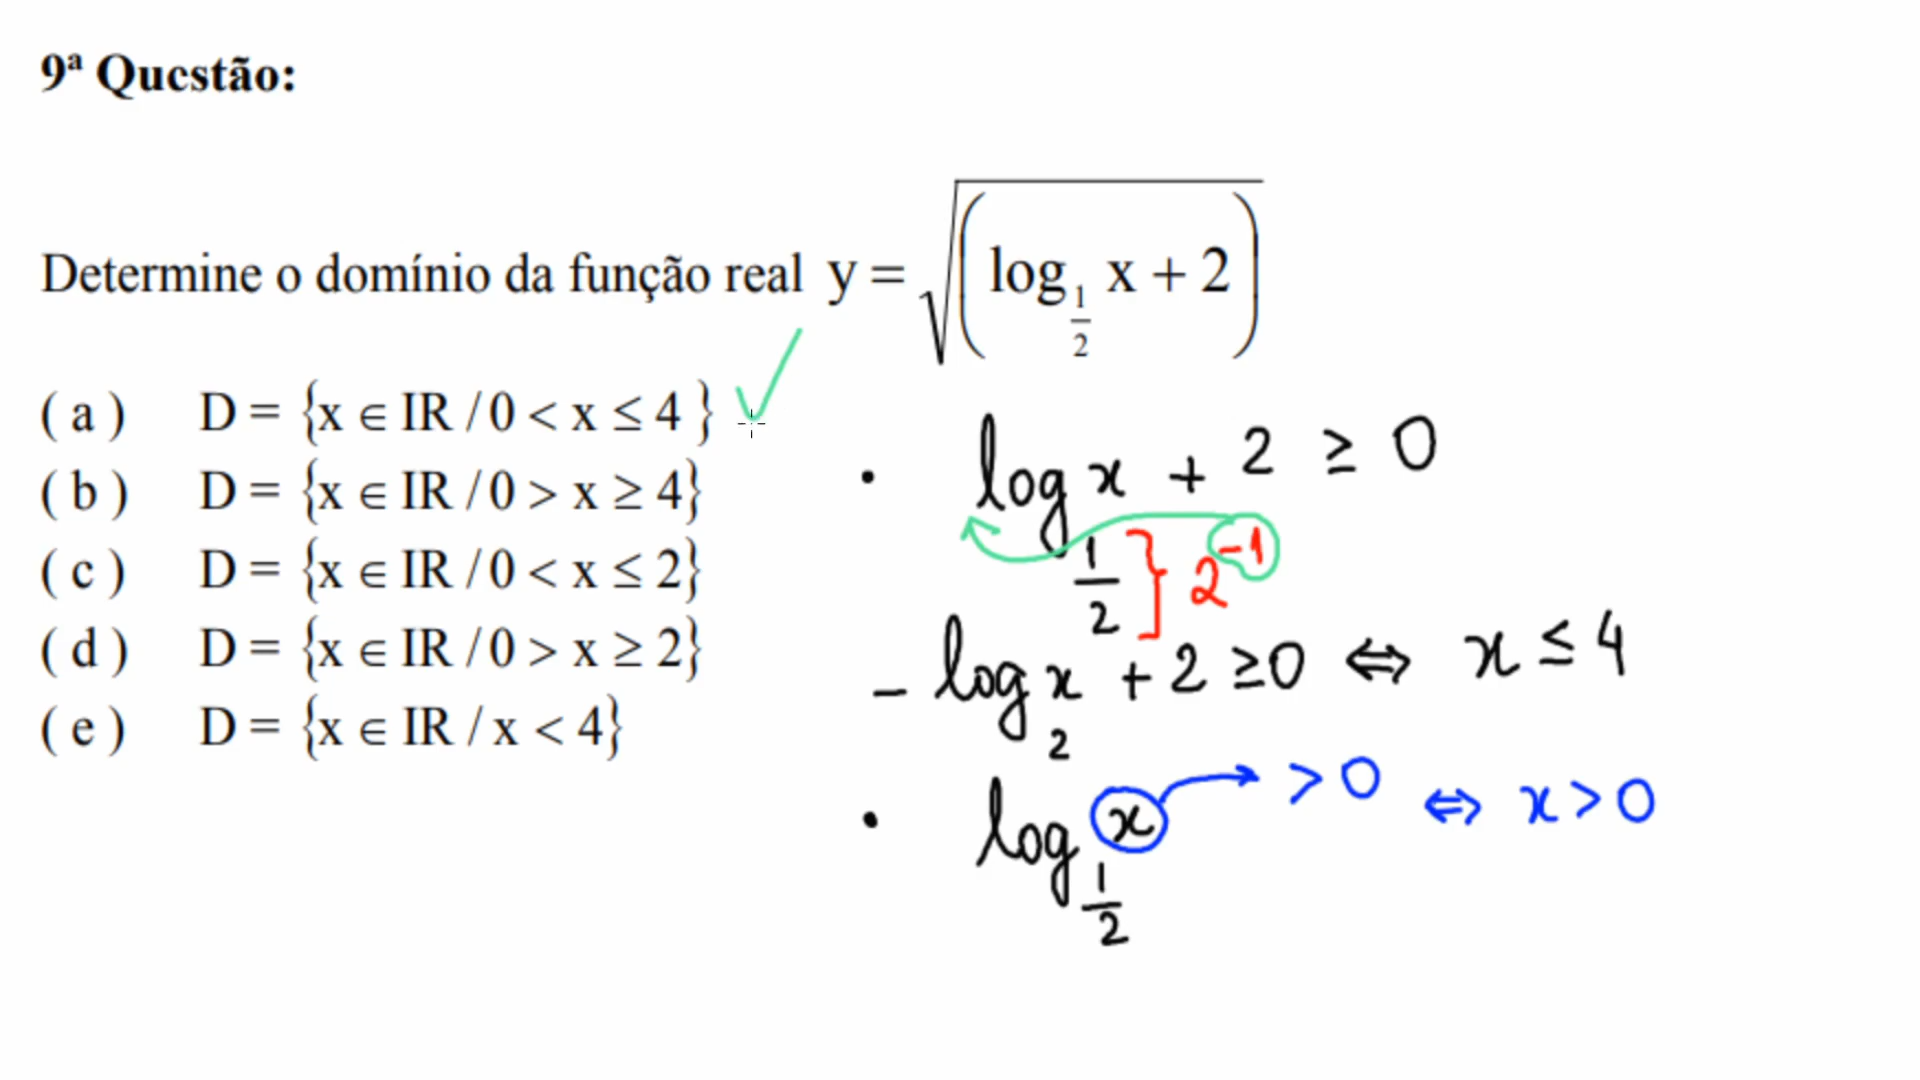 9ª Questão:
Determine o domínio da função real y = √(log_{1/2} x + 2)
( a ) D = {x ∈ IR / 0 < x ≤ 4 } ✓
( b ) D = {x ∈ IR / 0 > x ≥ 4}
( c ) D = {x ∈ IR / 0 < x ≤ 2}
( d ) D = {x ∈ IR / 0 > x ≥ 2}
( e ) D = {x ∈ IR / x < 4}
• log_{1/2} x + 2 ≥ 0
} 2^{-1}
- log_2 x + 2 ≥ 0 ⇔ x ≤ 4
• log_{1/2} x → > 0 ⇔ x > 0